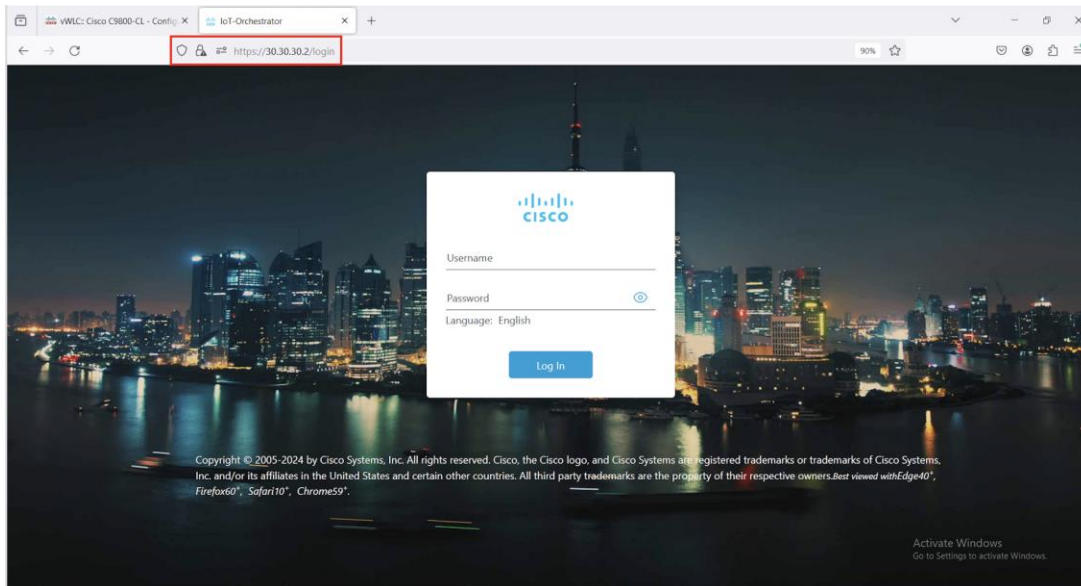 vWLC: Cisco C9800-CL - Config
IoT-Orchestrator
https://30.30.30.2/login
90%
CISCO
Username
Password
Language: English
Log In
Copyright © 2005-2024 by Cisco Systems, Inc. All rights reserved. Cisco, the Cisco logo, and Cisco Systems are registered trademarks or trademarks of Cisco Systems,
Inc. and/or its affiliates in the United States and certain other countries. All third party trademarks are the property of their respective owners.Best viewed withEdge40+,
Firefox60+, Safari10+, Chrome59+.
Activate Windows
Go to Settings to activate Windows.